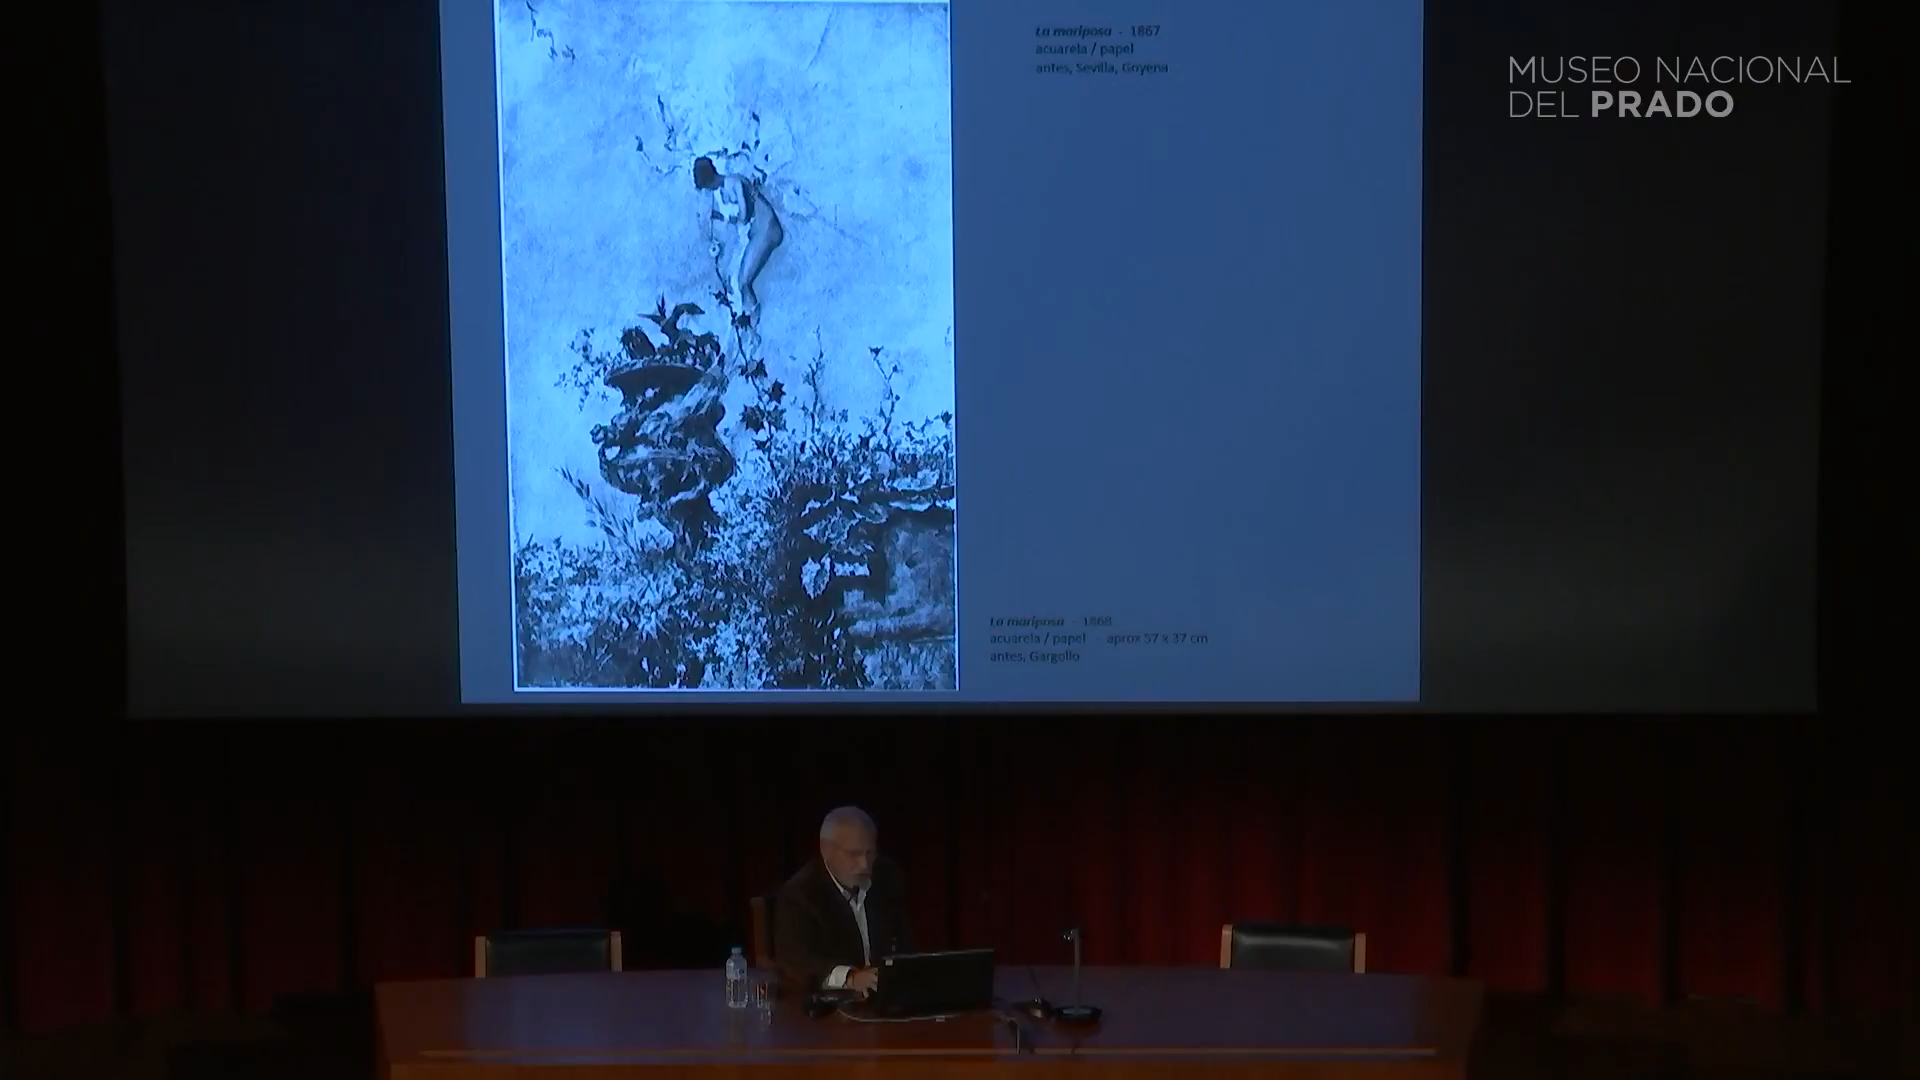 La mariposa - 1867
acuarela / papel
antes, Sevilla, Goyena
MUSEO NACIONAL
DEL PRADO
La mariposa - 1868
acuarela / papel - aprox 57 x 37 cm
antes, Gargollo